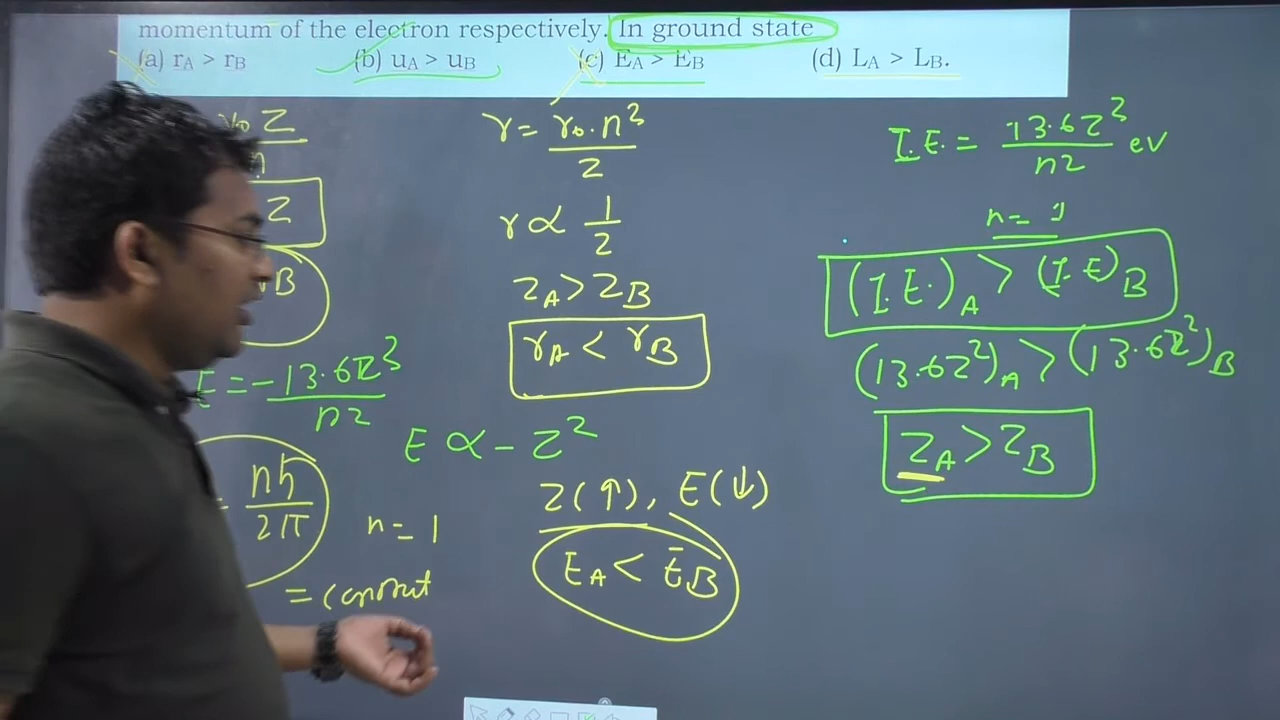 momentum of the electron respectively. In ground state
(a) rA > rB (b) uA > uB (c) EA > EB (d) LA > LB.
Z
n
Z
B
E = -13.6Z²
n2
nh
2π
n = 1
= constant
r = r₀.n²
Z
r ∝ 1
Z
ZA > ZB
rA < rB
E ∝ - Z²
Z(↑), E(↓)
EA < EB
I.E. = 13.6Z² eV
n2
n = 1
(I.E.)A > (I.E)B
(13.6Z²)A > (13.6Z²)B
ZA > ZB